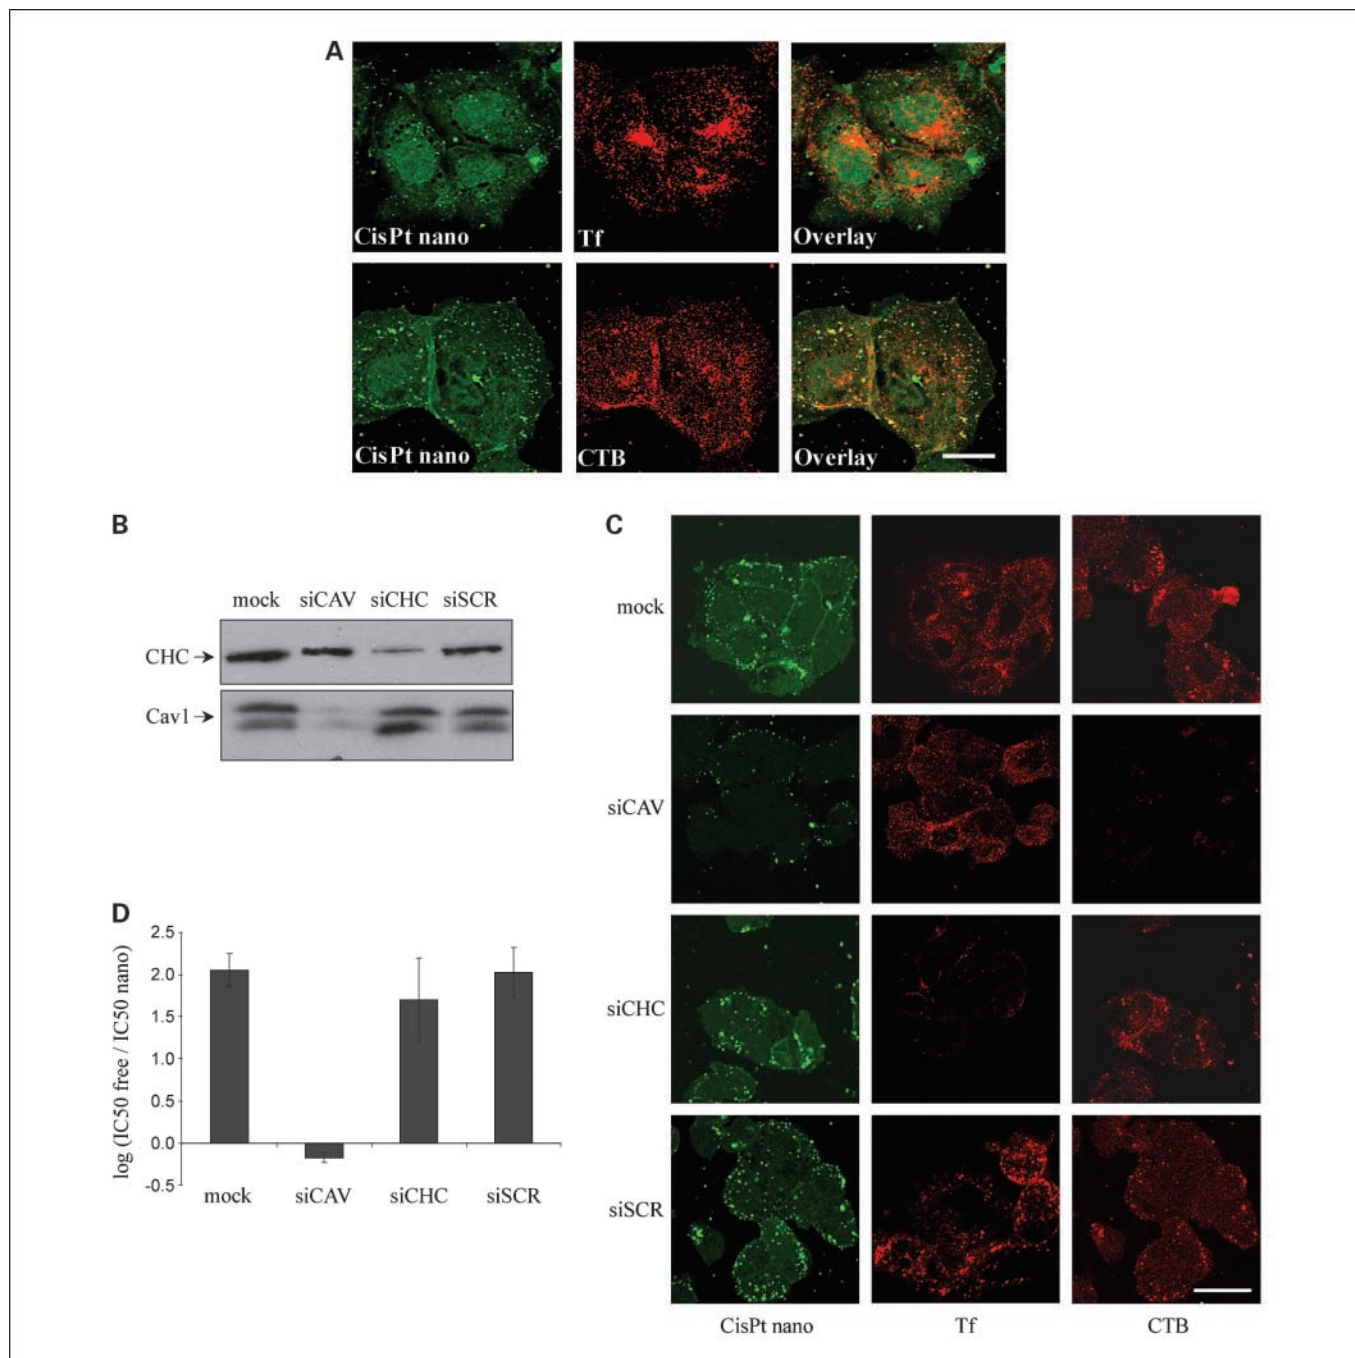 A
CisPt nano
Tf
Overlay
CisPt nano
CTB
Overlay
B
mock siCAV siCHC siSCR
CHC →
Cav1 →
C
mock
siCAV
siCHC
siSCR
CisPt nano
Tf
CTB
D
log (IC50 free / IC50 nano)
2.5
2.0
1.5
1.0
0.5
0.0
-0.5
mock siCAV siCHC siSCR